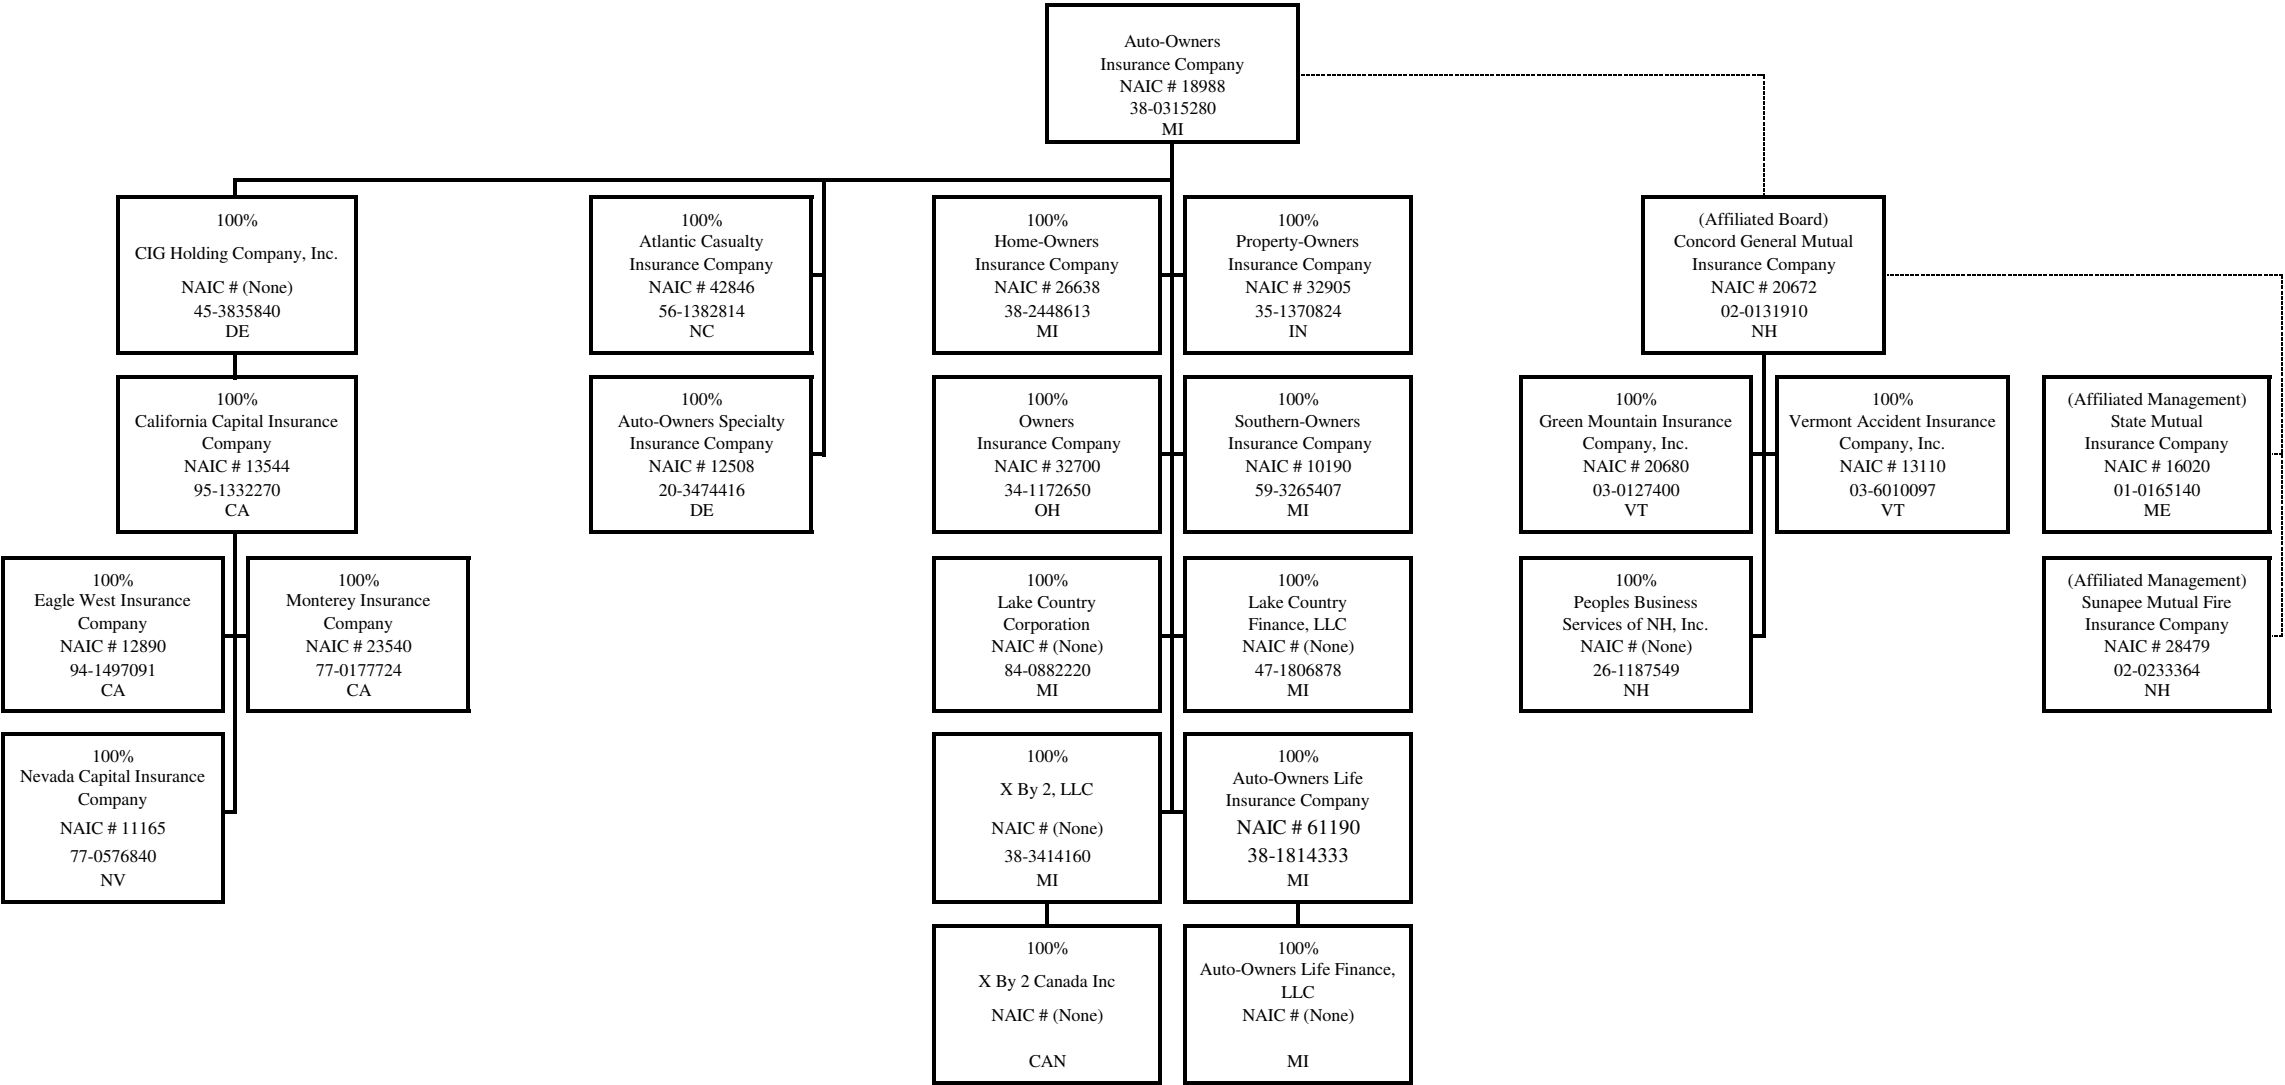 Auto-Owners
Insurance Company
NAIC # 18988
38-0315280
MI
100%
CIG Holding Company, Inc.
NAIC # (None)
45-3835840
DE
100%
Atlantic Casualty
Insurance Company
NAIC # 42846
56-1382814
NC
100%
Home-Owners
Insurance Company
NAIC # 26638
38-2448613
MI
100%
Property-Owners
Insurance Company
NAIC # 32905
35-1370824
IN
(Affiliated Board)
Concord General Mutual
Insurance Company
NAIC # 20672
02-0131910
NH
100%
California Capital Insurance
Company
NAIC # 13544
95-1332270
CA
100%
Auto-Owners Specialty
Insurance Company
NAIC # 12508
20-3474416
DE
100%
Owners
Insurance Company
NAIC # 32700
34-1172650
OH
100%
Southern-Owners
Insurance Company
NAIC # 10190
59-3265407
MI
100%
Green Mountain Insurance
Company, Inc.
NAIC # 20680
03-0127400
VT
100%
Vermont Accident Insurance
Company, Inc.
NAIC # 13110
03-6010097
VT
(Affiliated Management)
State Mutual
Insurance Company
NAIC # 16020
01-0165140
ME
100%
Eagle West Insurance
Company
NAIC # 12890
94-1497091
CA
100%
Monterey Insurance
Company
NAIC # 23540
77-0177724
CA
100%
Lake Country
Corporation
NAIC # (None)
84-0882220
MI
100%
Lake Country
Finance, LLC
NAIC # (None)
47-1806878
MI
100%
Peoples Business
Services of NH, Inc.
NAIC # (None)
26-1187549
NH
(Affiliated Management)
Sunapee Mutual Fire
Insurance Company
NAIC # 28479
02-0233364
NH
100%
Nevada Capital Insurance
Company
NAIC # 11165
77-0576840
NV
100%
X By 2, LLC
NAIC # (None)
38-3414160
MI
100%
Auto-Owners Life
Insurance Company
NAIC # 61190
38-1814333
MI
100%
X By 2 Canada Inc
NAIC # (None)
CAN
100%
Auto-Owners Life Finance,
LLC
NAIC # (None)
MI